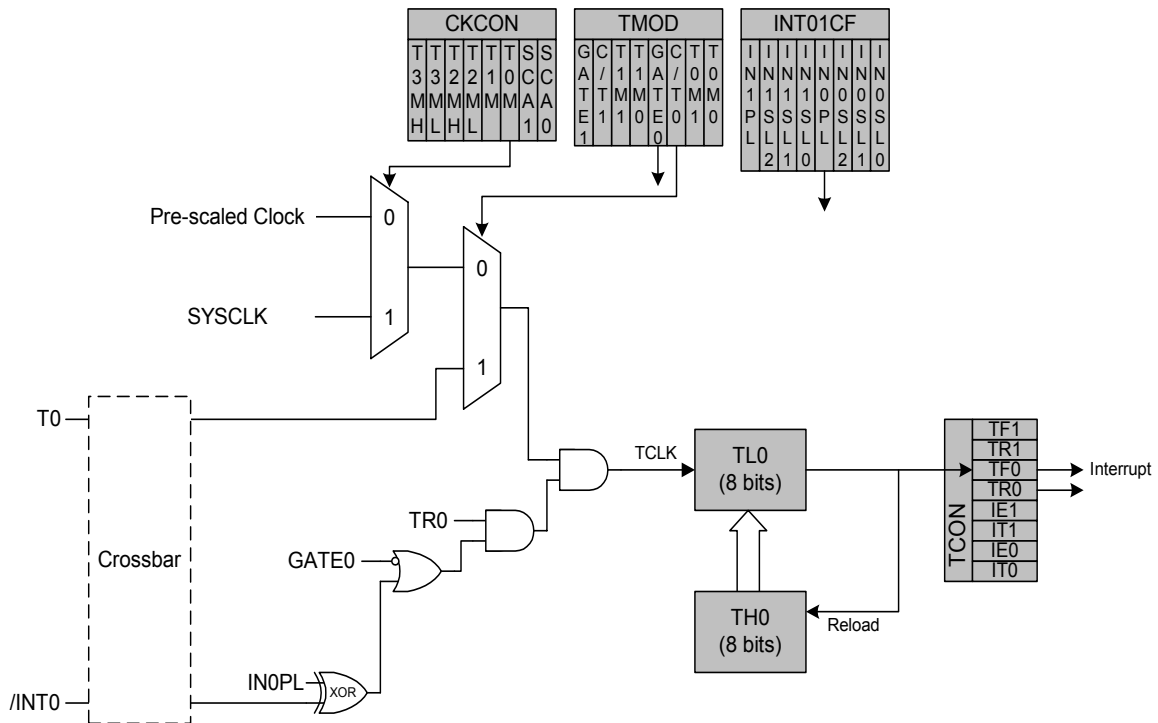 CKCON
T3MH T3ML T2MH T2ML T1M T0M SCA1 SCA0
TMOD
GATE1 C/T1 T1M1 T1M0 GATE0 C/T0 T0M1 T0M0
INT01CF
IN1PL IN1SL2 IN1SL1 IN1SL0 IN0PL IN0SL2 IN0SL1 IN0SL0
Pre-scaled Clock
0
SYSCLK
1
0
1
T0
Crossbar
/INT0
TR0
GATE0
IN0PL
XOR
TCLK
TL0
(8 bits)
TH0
(8 bits)
Reload
TCON
TF1
TR1
TF0
TR0
IE1
IT1
IE0
IT0
Interrupt